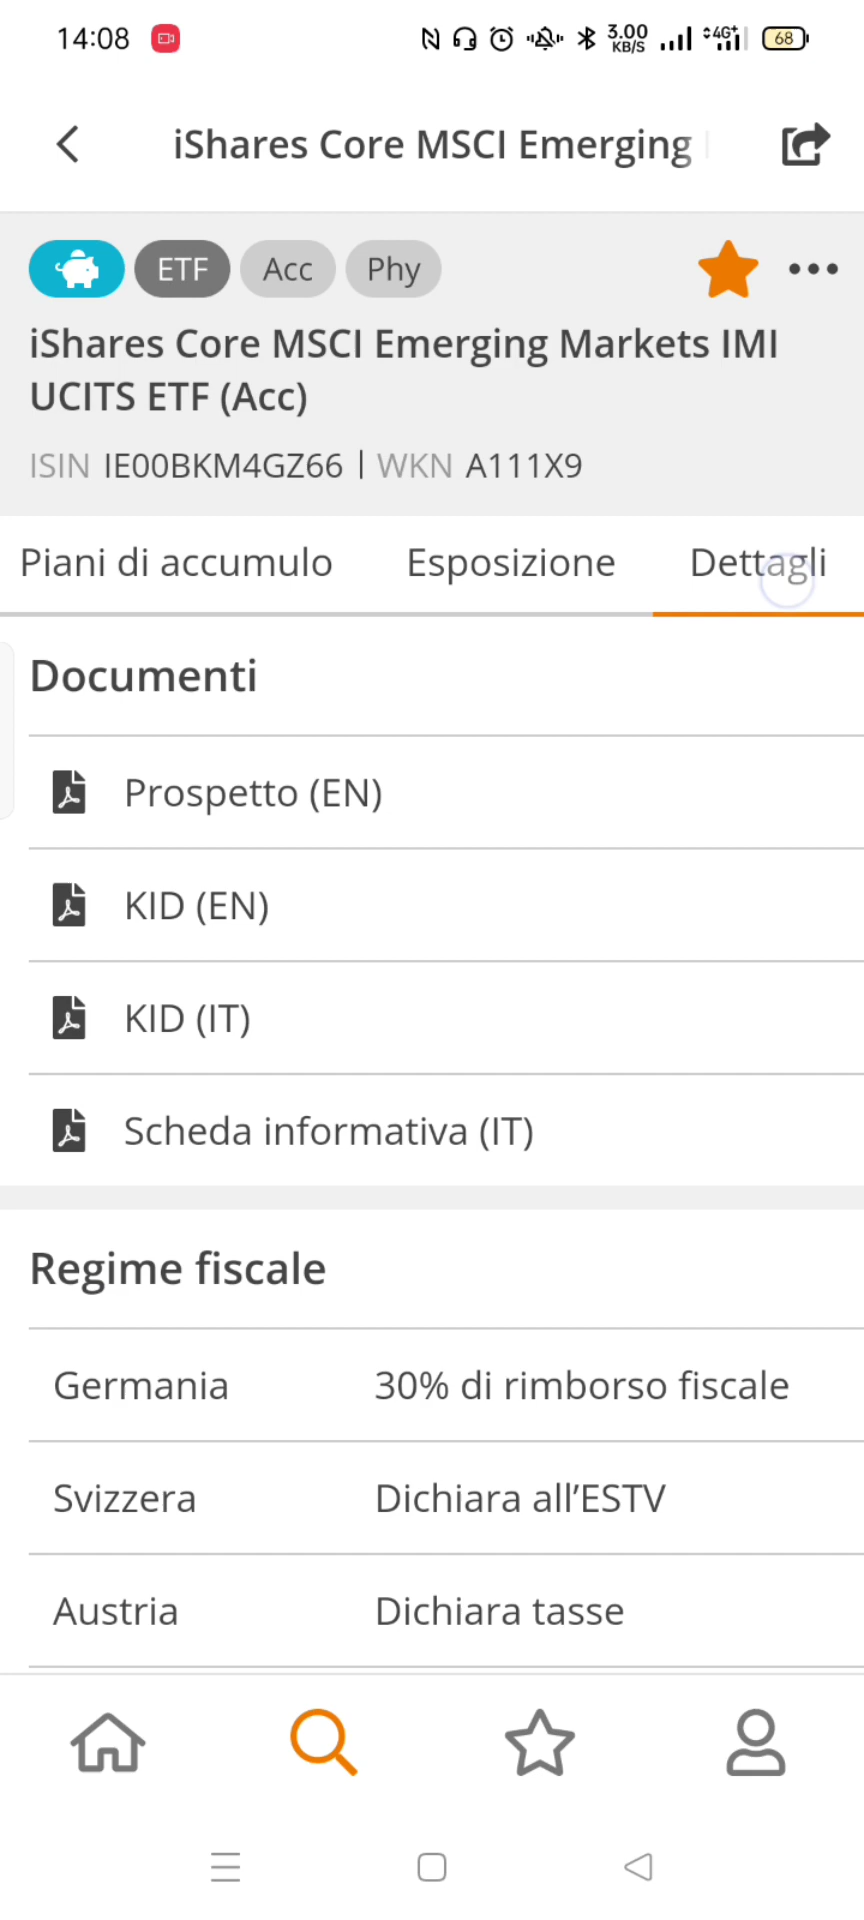 14:08
3.00
KB/S
4G+
68
iShares Core MSCI Emerging
ETF
Acc
Phy
iShares Core MSCI Emerging Markets IMI
UCITS ETF (Acc)
ISIN IE00BKM4GZ66 | WKN A111X9
Piani di accumulo
Esposizione
Dettagli
Documenti
Prospetto (EN)
KID (EN)
KID (IT)
Scheda informativa (IT)
Regime fiscale
Germania 30% di rimborso fiscale
Svizzera Dichiara all’ESTV
Austria Dichiara tasse